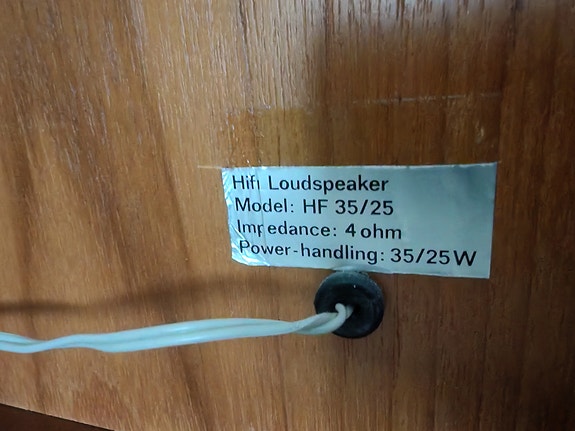 Hifi Loudspeaker
Model: HF 35/25
Impedance: 4 ohm
Power-handling: 35/25W